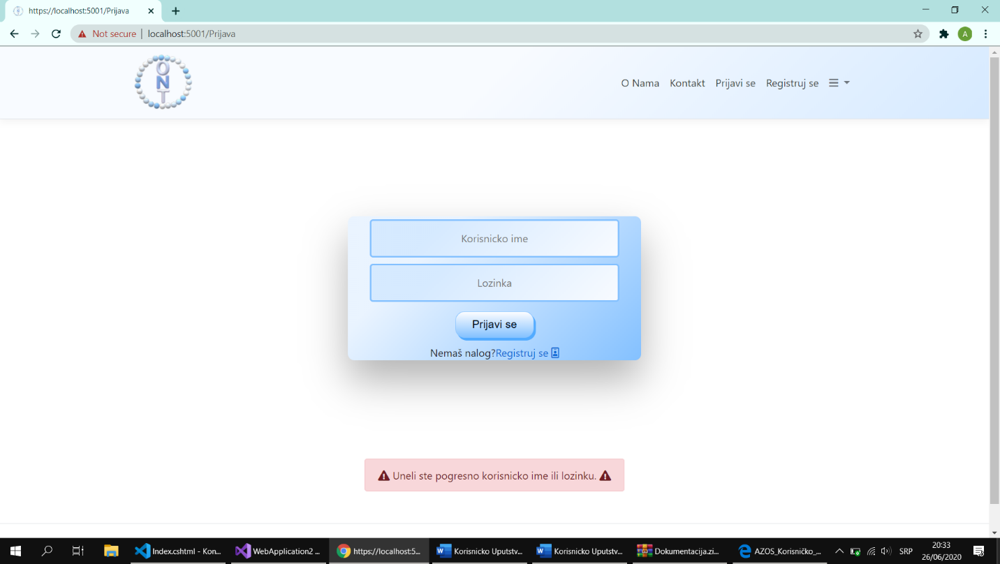 https://localhost:5001/Prijava
Not secure | localhost:5001/Prijava
A
ONT
O Nama Kontakt Prijavi se Registruj se
Korisnicko ime
Lozinka
Prijavi se
Nemaš nalog?Registruj se
Uneli ste pogresno korisnicko ime ili lozinku.
Index.cshtml - Kon... WebApplication2 ... https://localhost:5... Korisnicko Uputstv... Korisnicko Uputstv... Dokumentacija.zi... AZOS_Korisničko_... SRP
20:33
26/06/2020